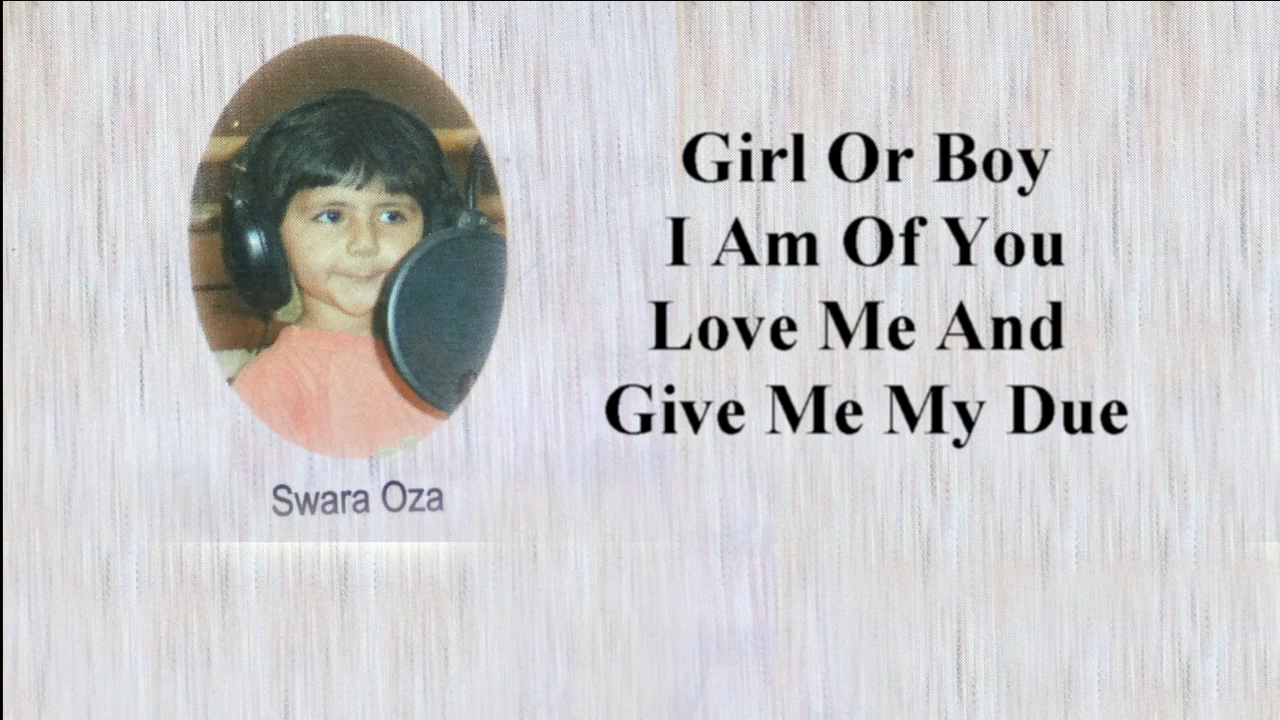 Girl Or Boy
I Am Of You
Love Me And
Give Me My Due
Swara Oza